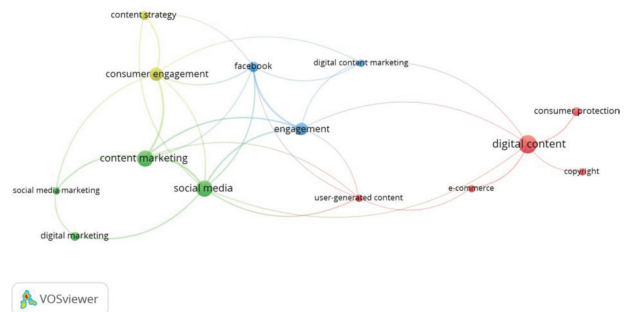 content strategy
facebook
digital content marketing
consumer engagement
consumer protection
engagement
digital content
content marketing
copyright
social media marketing
social media
e-commerce
user-generated content
digital marketing
VOSviewer